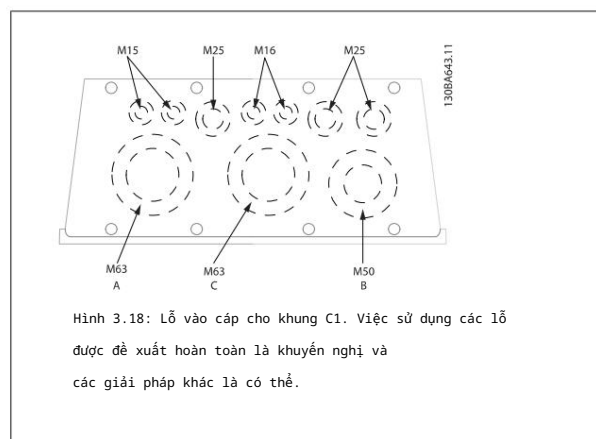 M15
M25
M16
M25
130BA643.11
M63
A
M63
C
M50
B
Hình 3.18: Lỗ vào cáp cho khung C1. Việc sử dụng các lỗ
được đề xuất hoàn toàn là khuyến nghị và
các giải pháp khác là có thể.